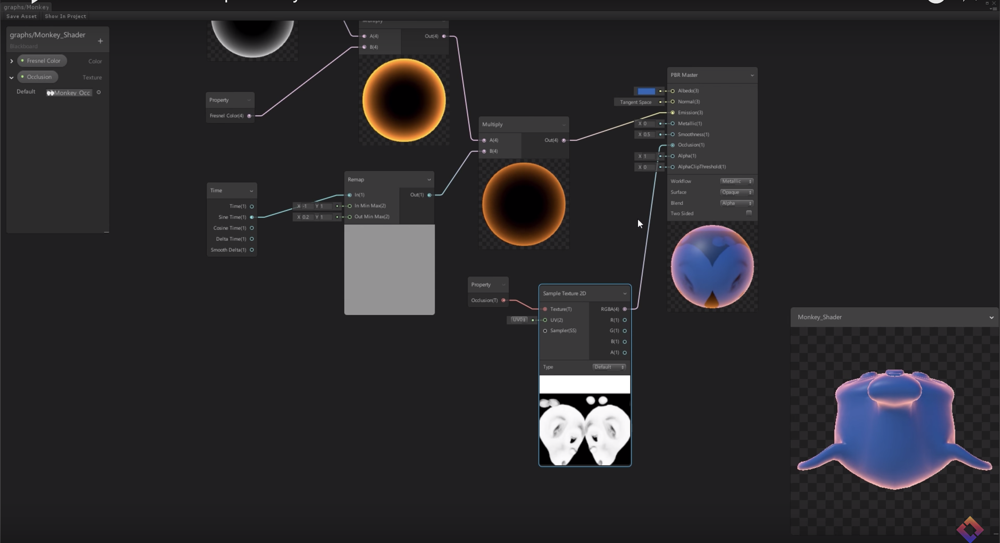 graphs/Monkey
Save Asset Show In Project
graphs/Monkey_Shader
+
Blackboard
Fresnel Color Color
Occlusion Texture
Default Monkey_Occ
Multiply
A(4) Out(4)
B(4)
Property
Fresnel Color(4)
Time
Time(1)
Sine Time(1)
Cosine Time(1)
Delta Time(1)
Smooth Delta(1)
Remap
In(1) Out(1)
X -1 Y 1 In Min Max(2)
X 0.2 Y 1 Out Min Max(2)
Multiply
A(4) Out(4)
B(4)
Property
Occlusion(T)
Sample Texture 2D
Texture(T) RGBA(4)
UV0 UV(2) R(1)
Sampler(SS) G(1)
B(1)
A(1)
Type Default
PBR Master
Albedo(3)
Tangent Space Normal(3)
Emission(3)
X 0 Metallic(1)
X 0.5 Smoothness(1)
Occlusion(1)
X 1 Alpha(1)
X 0 AlphaClipThreshold(1)
Workflow Metallic
Surface Opaque
Blend Alpha
Two Sided
Monkey_Shader